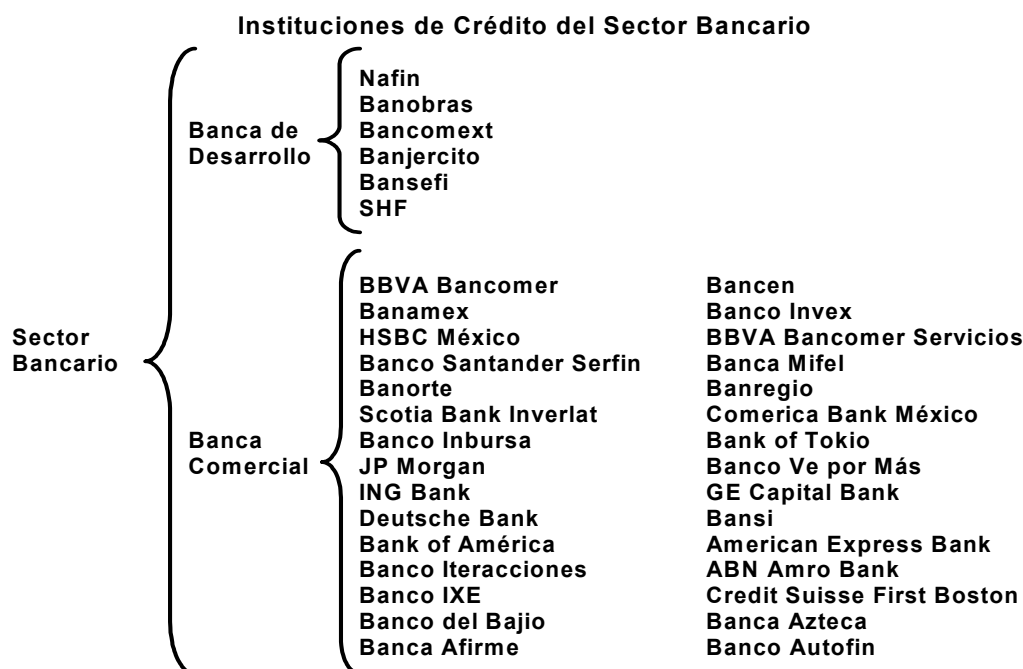 Instituciones de Crédito del Sector Bancario
Sector
Bancario
Banca de
Desarrollo
Nafin
Banobras
Bancomext
Banjercito
Bansefi
SHF
Banca
Comercial
BBVA Bancomer
Banamex
HSBC México
Banco Santander Serfin
Banorte
Scotia Bank Inverlat
Banco Inbursa
JP Morgan
ING Bank
Deutsche Bank
Bank of América
Banco Iteracciones
Banco IXE
Banco del Bajio
Banca Afirme
Bancen
Banco Invex
BBVA Bancomer Servicios
Banca Mifel
Banregio
Comerica Bank México
Bank of Tokio
Banco Ve por Más
GE Capital Bank
Bansi
American Express Bank
ABN Amro Bank
Credit Suisse First Boston
Banca Azteca
Banco Autofin